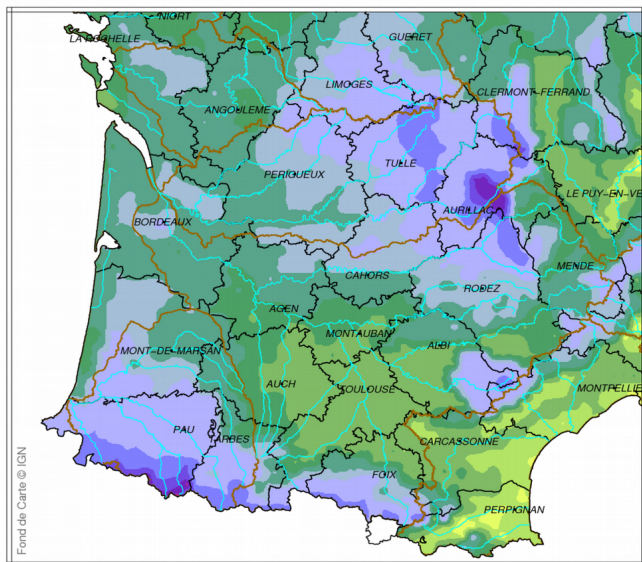 NIORT
LA ROCHELLE
GUERET
LIMOGES
CLERMONT-FERRAND
ANGOULEME
TULLE
PERIGUEUX
LE PUY-EN-VE
AURILLAC
BORDEAUX
CAHORS
MENDE
RODEZ
AGEN
MONTAUBAN
ALBI
MONT-DE-MARSAN
AUCH
TOULOUSE
MONTPELLIE
PAU
TARBES
CARCASSONNE
FOIX
PERPIGNAN
Fond de Carte © IGN